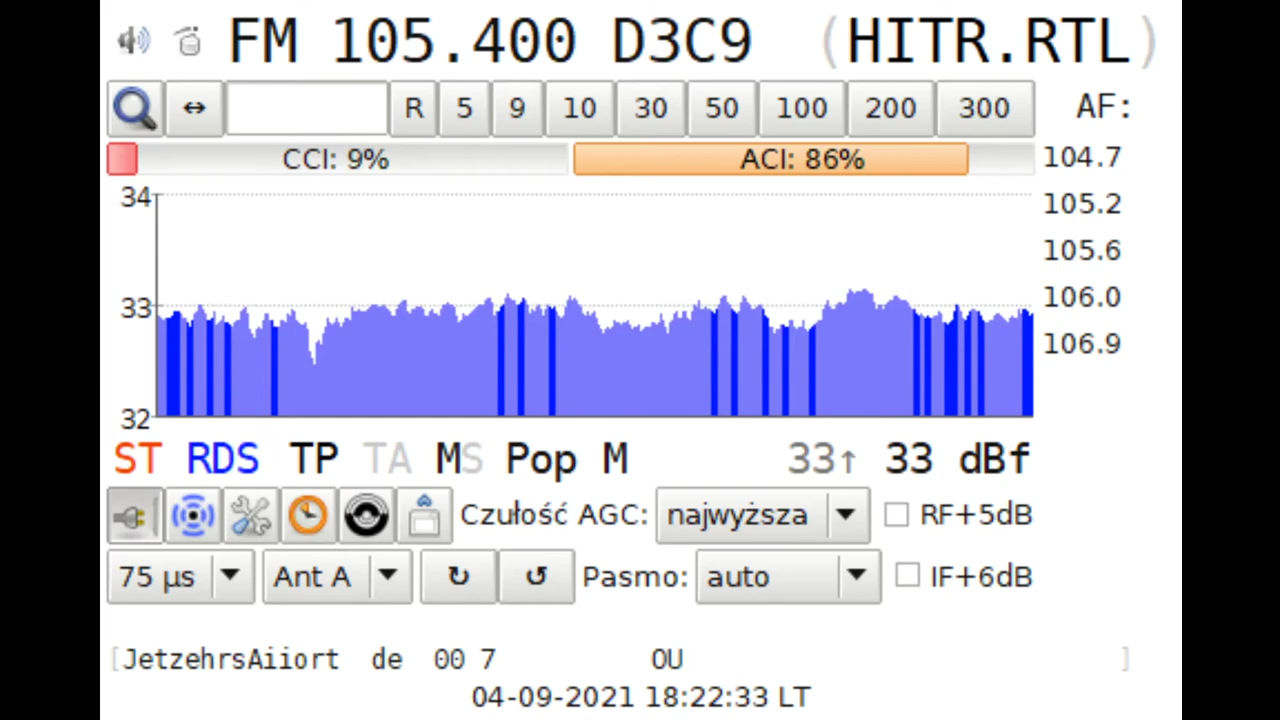 FM 105.400 D3C9 (HITR.RTL)
↔ R 5 9 10 30 50 100 200 300 AF:
CCI: 9% ACI: 86% 104.7
34 105.2
105.6
33 106.0
106.9
32
ST RDS TP TA MS Pop M 33↑ 33 dBf
Czułość AGC: najwyższa RF+5dB
75 µs Ant A ↻ ↺ Pasmo: auto IF+6dB
[JetzehrsAiiort de 00 7 OU ]
04-09-2021 18:22:33 LT